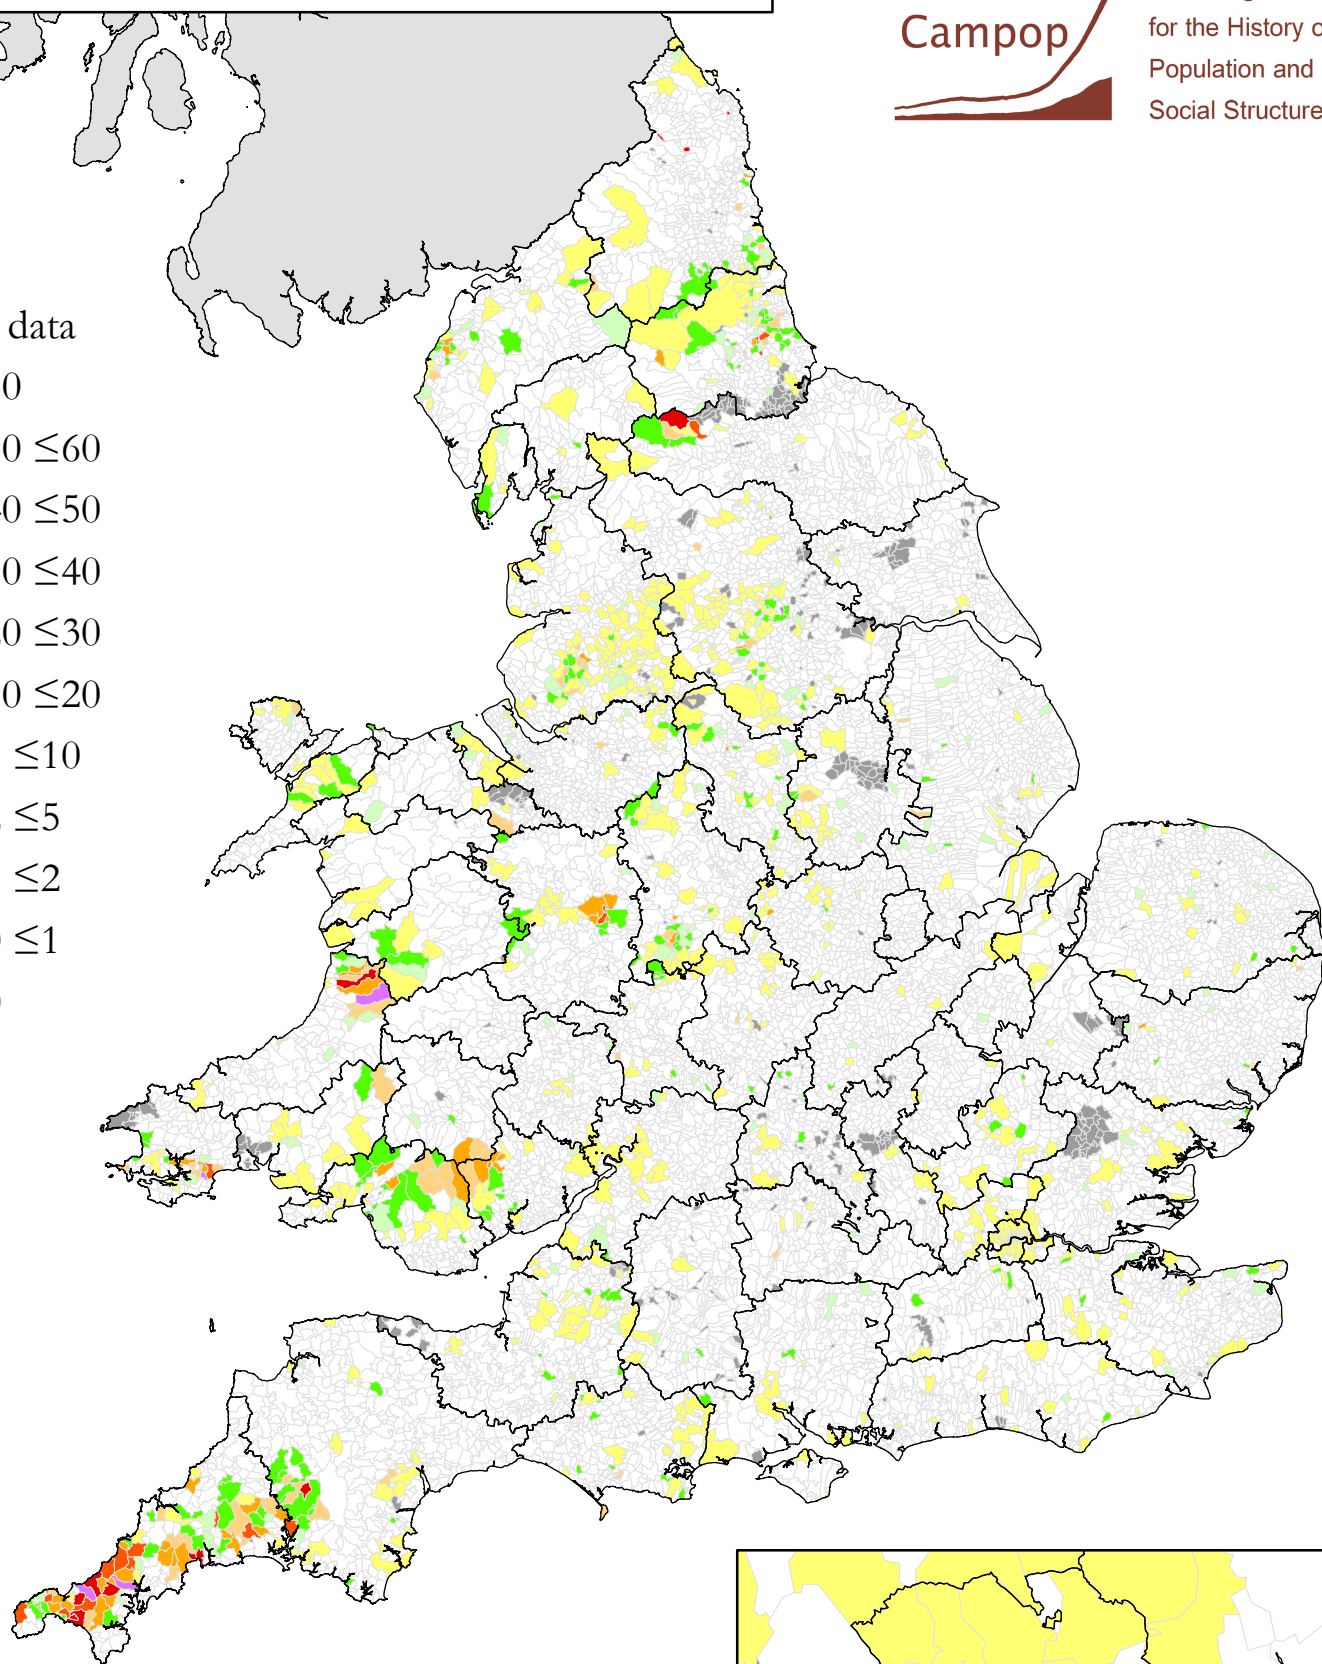 Campop
for the History o
Population and
Social Structure
data
0
0 ≤60
0 ≤50
0 ≤40
0 ≤30
0 ≤20
≤10
≤5
≤2
≤1